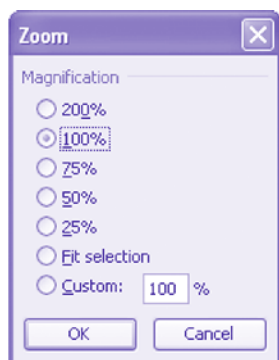 Zoom
Magnification
200%
100%
75%
50%
25%
Fit selection
Custom: 100 %
OK Cancel